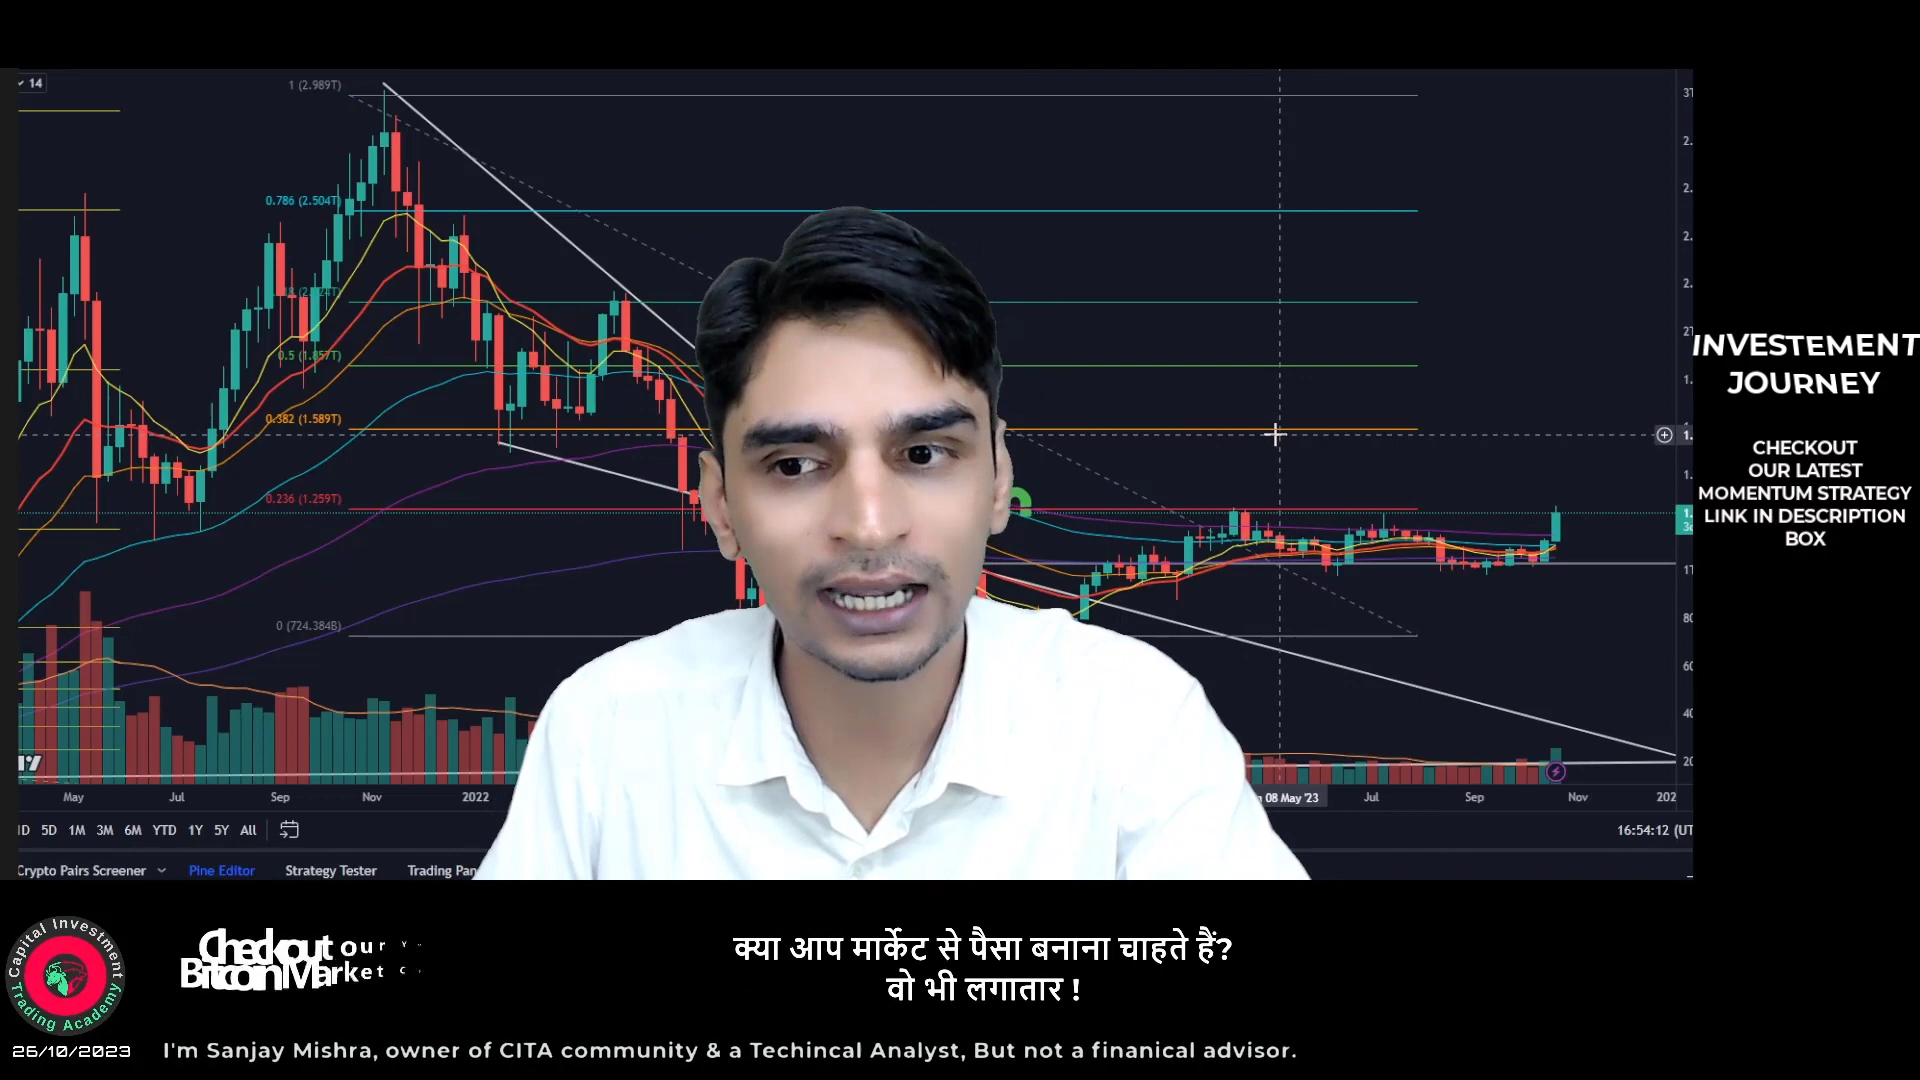 14
1 (2.989T)
0.786 (2.504T)
0.5 (1.857T)
0.382 (1.589T)
0.236 (1.259T)
0 (724.384B)
May Jul Sep Nov 2022 08 May '23 Jul Sep Nov
5D 1M 3M 6M YTD 1Y 5Y All
16:54:12 (UT
Crypto Pairs Screener Pine Editor Strategy Tester Trading Pan
INVESTEMENT
JOURNEY
CHECKOUT
OUR LATEST
MOMENTUM STRATEGY
LINK IN DESCRIPTION
BOX
Capital Investment
Trading Academy
26/10/2023
Checkout our
Bitcoin Market
क्या आप मार्केट से पैसा बनाना चाहते हैं?
वो भी लगातार !
I'm Sanjay Mishra, owner of CITA community & a Techincal Analyst, But not a finanical advisor.